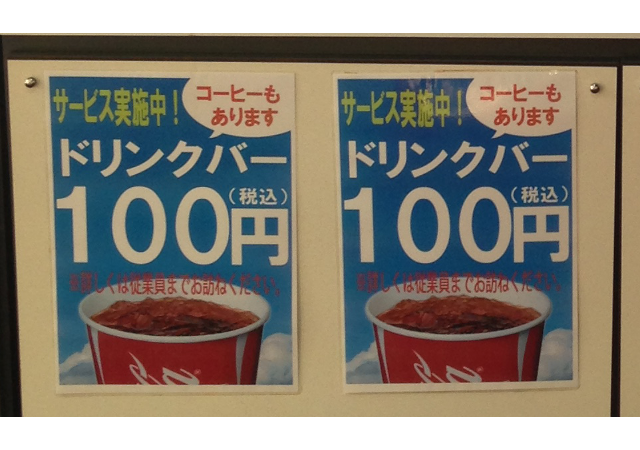 サービス実施中！
コーヒーも
あります
ドリンクバー
100円
（税込）
※詳しくは従業員までお訪ねください。
サービス実施中！
コーヒーも
あります
ドリンクバー
100円
（税込）
※詳しくは従業員までお訪ねください。